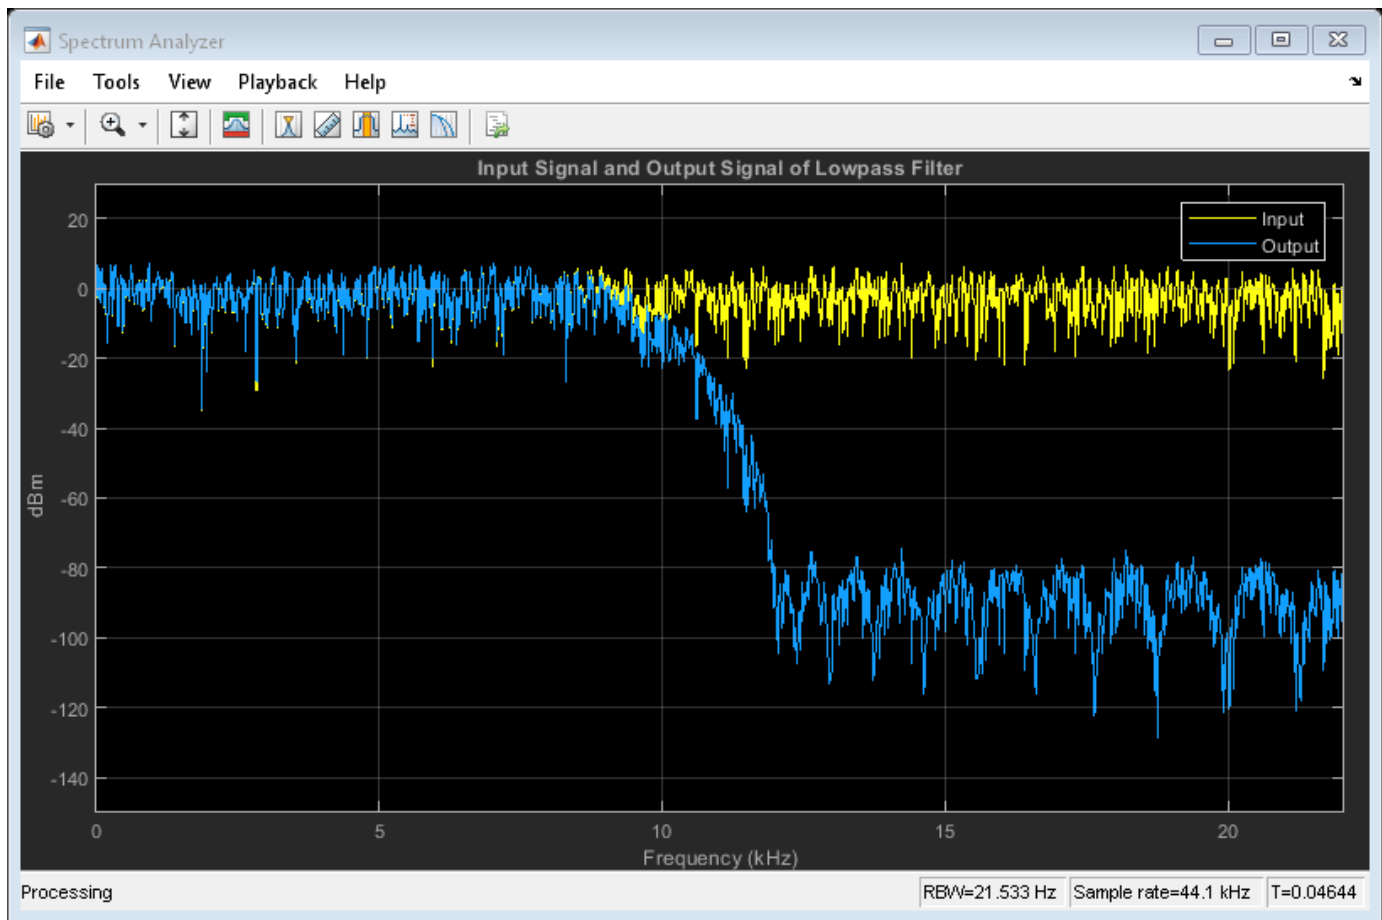 Spectrum Analyzer
File Tools View Playback Help
Input Signal and Output Signal of Lowpass Filter
Input
Output
20
0
-20
-40
-60
-80
-100
-120
-140
dBm
0 5 10 15 20
Frequency (kHz)
Processing RBW=21.533 Hz Sample rate=44.1 kHz T=0.04644